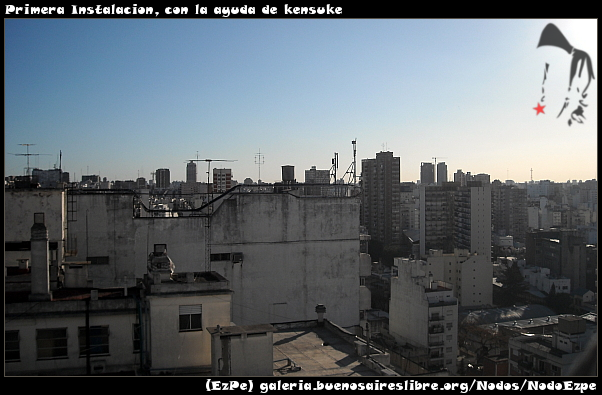 Primera Instalacion, con la ayuda de kensuke
(EzPe) galeria.buenosaireslibre.org/Nodos/NodoEzpe